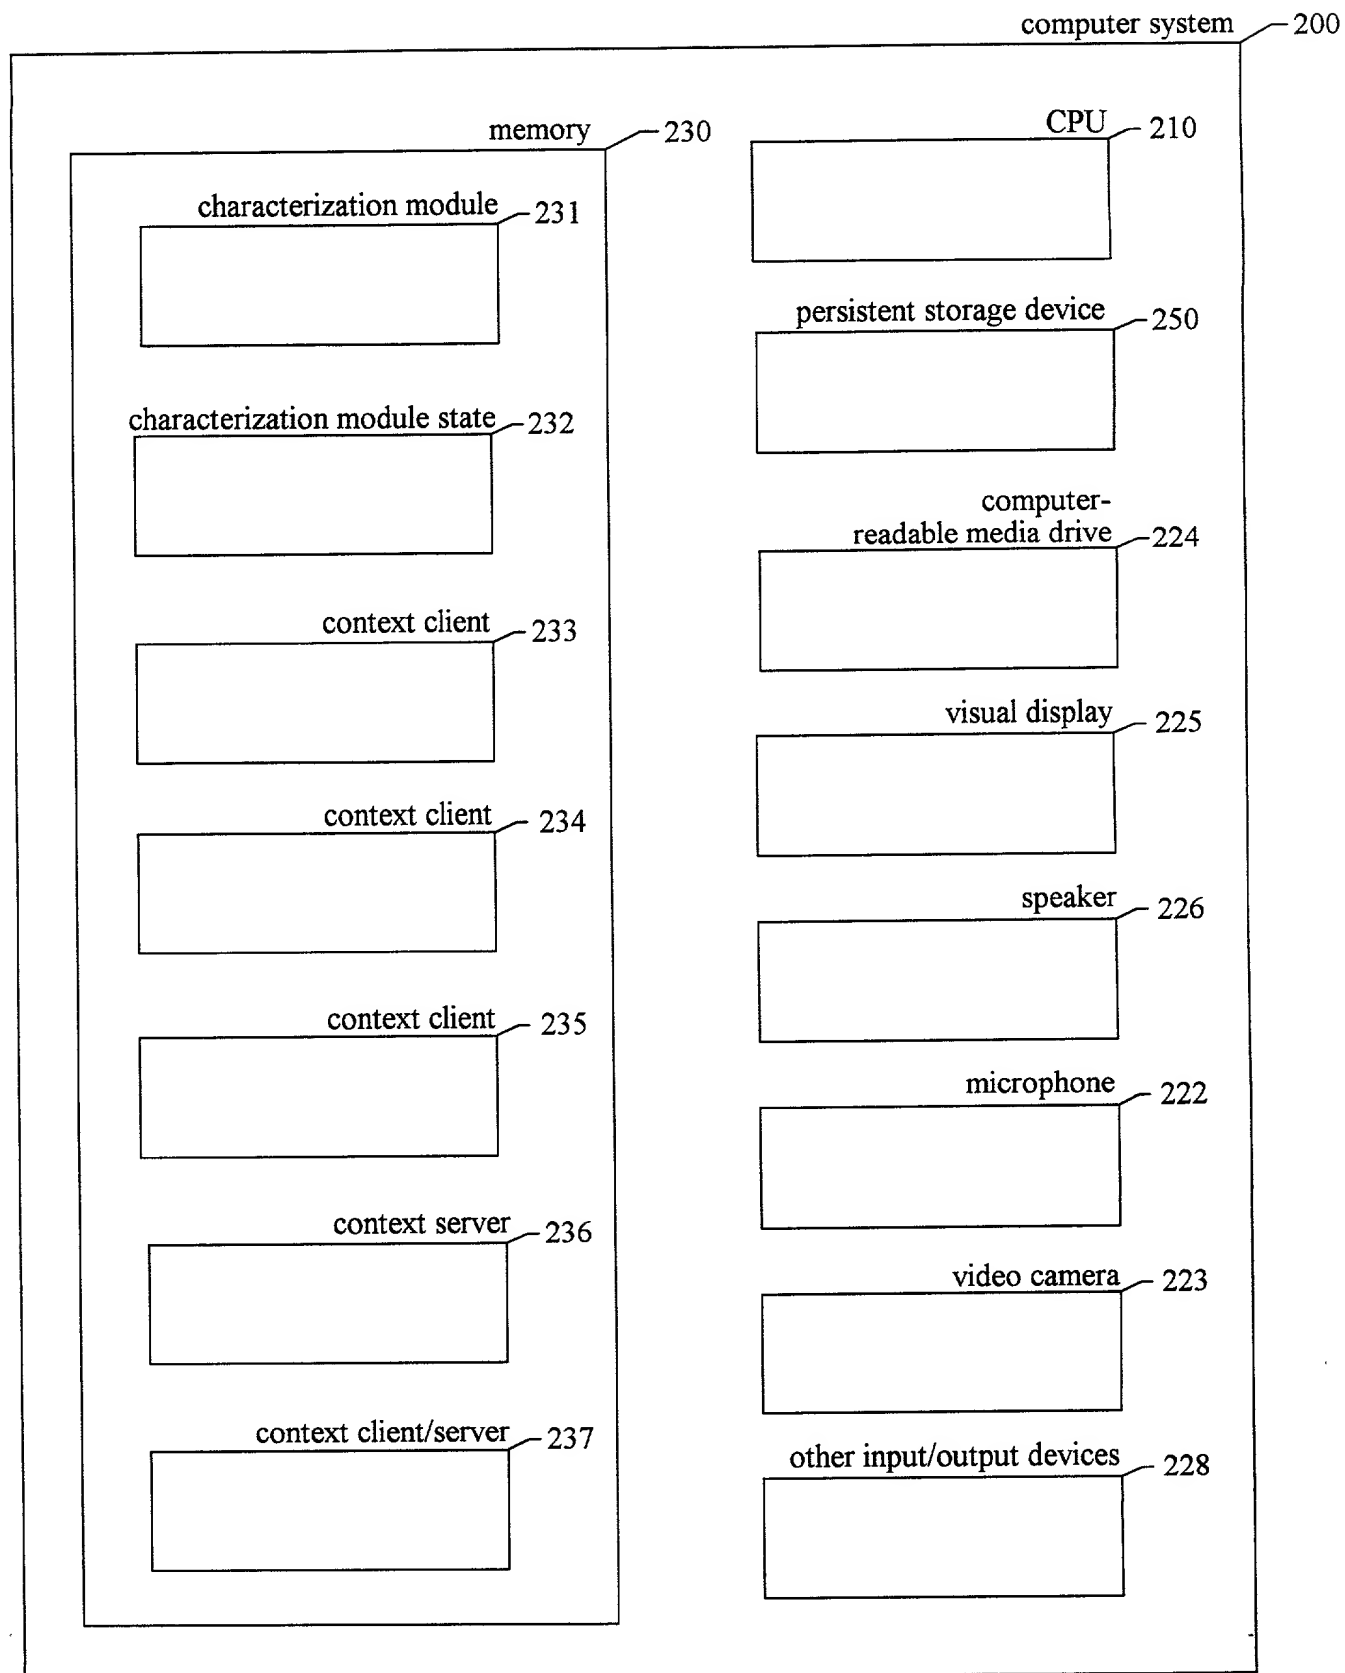 computer system 200
memory 230
characterization module 231
characterization module state 232
context client 233
context client 234
context client 235
context server 236
context client/server 237
CPU 210
persistent storage device 250
computer-
readable media drive 224
visual display 225
speaker 226
microphone 222
video camera 223
other input/output devices 228